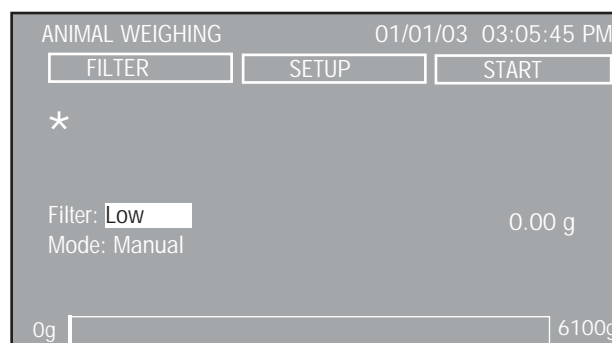 ANIMAL WEIGHING 01/01/03 03:05:45 PM
FILTER SETUP START
*
Filter: Low 0.00 g
Mode: Manual
0g 6100g